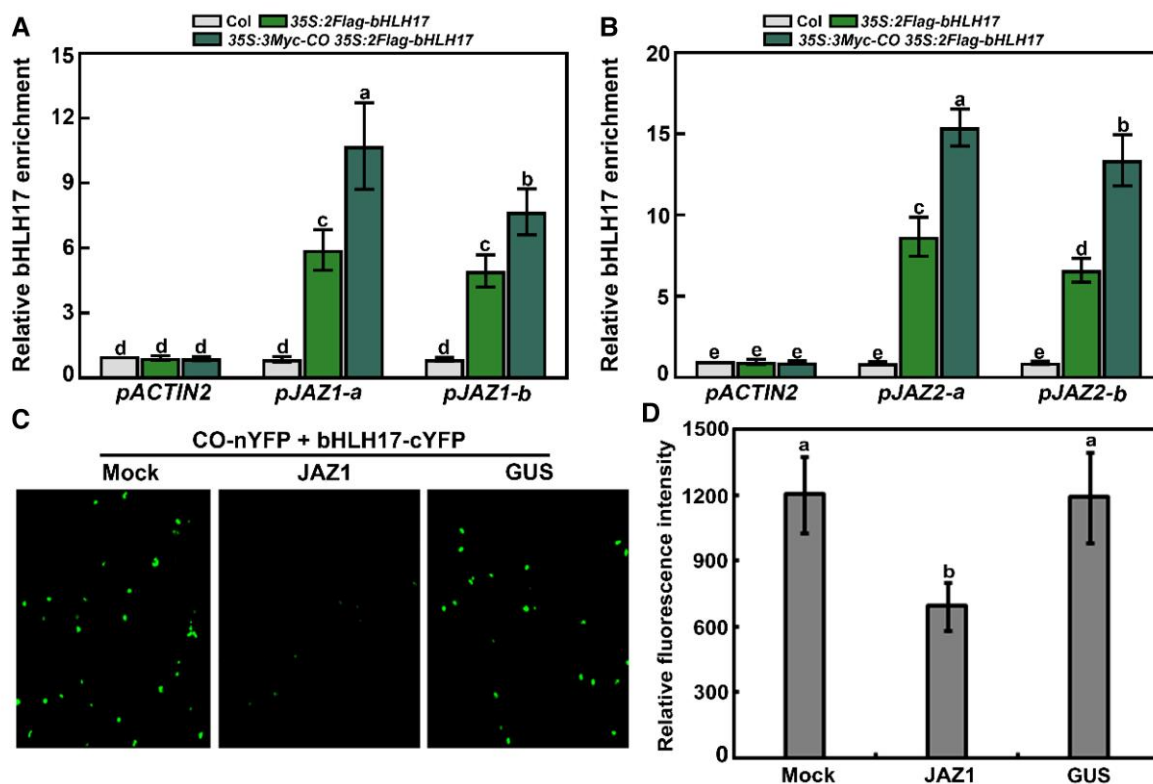 A
Col 35S:2Flag-bHLH17
35S:3Myc-CO 35S:2Flag-bHLH17
Relative bHLH17 enrichment
15
12
9
6
3
0
d d d
d c a
d c b
pACTIN2 pJAZ1-a pJAZ1-b
B
Col 35S:2Flag-bHLH17
35S:3Myc-CO 35S:2Flag-bHLH17
Relative bHLH17 enrichment
20
15
10
5
0
e e e
e c a
e d b
pACTIN2 pJAZ2-a pJAZ2-b
C
CO-nYFP + bHLH17-cYFP
Mock JAZ1 GUS
D
Relative fluorescence intensity
1500
1200
900
600
300
0
a b a
Mock JAZ1 GUS